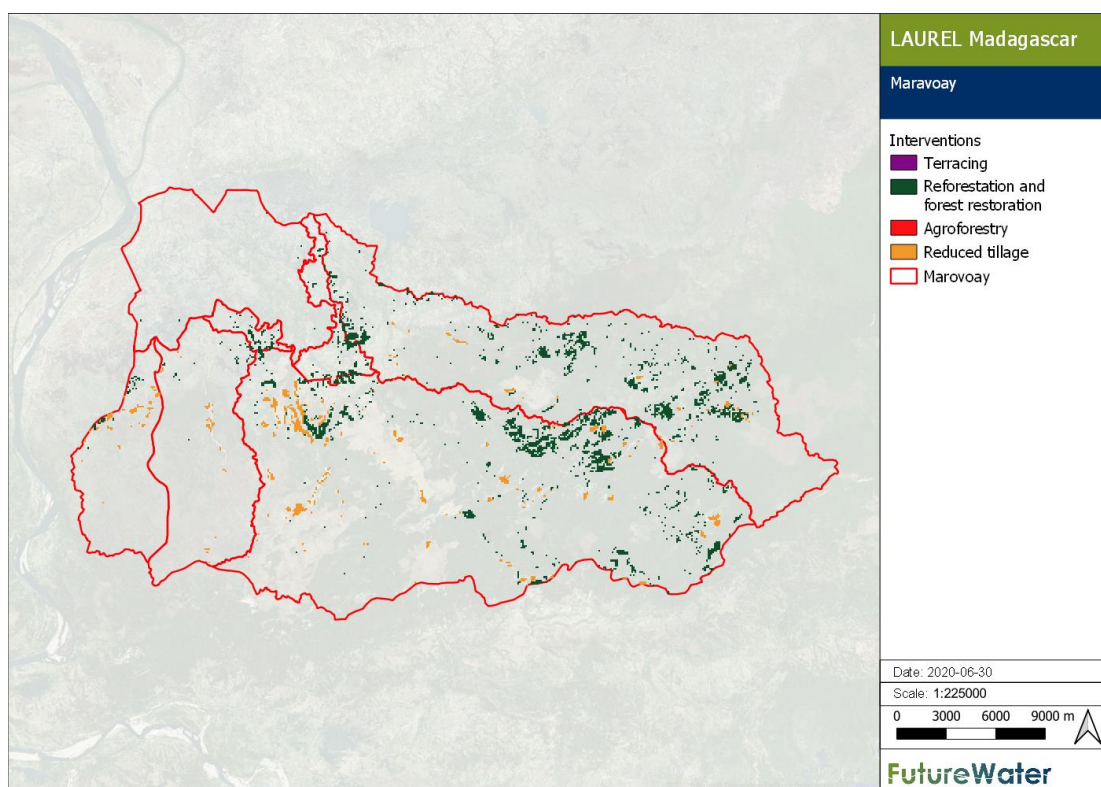 LAUREL Madagascar
Maravoay
Interventions
Terracing
Reforestation and
forest restoration
Agroforestry
Reduced tillage
Marovoay
Date: 2020-06-30
Scale: 1:225000
0 3000 6000 9000 m
FutureWater